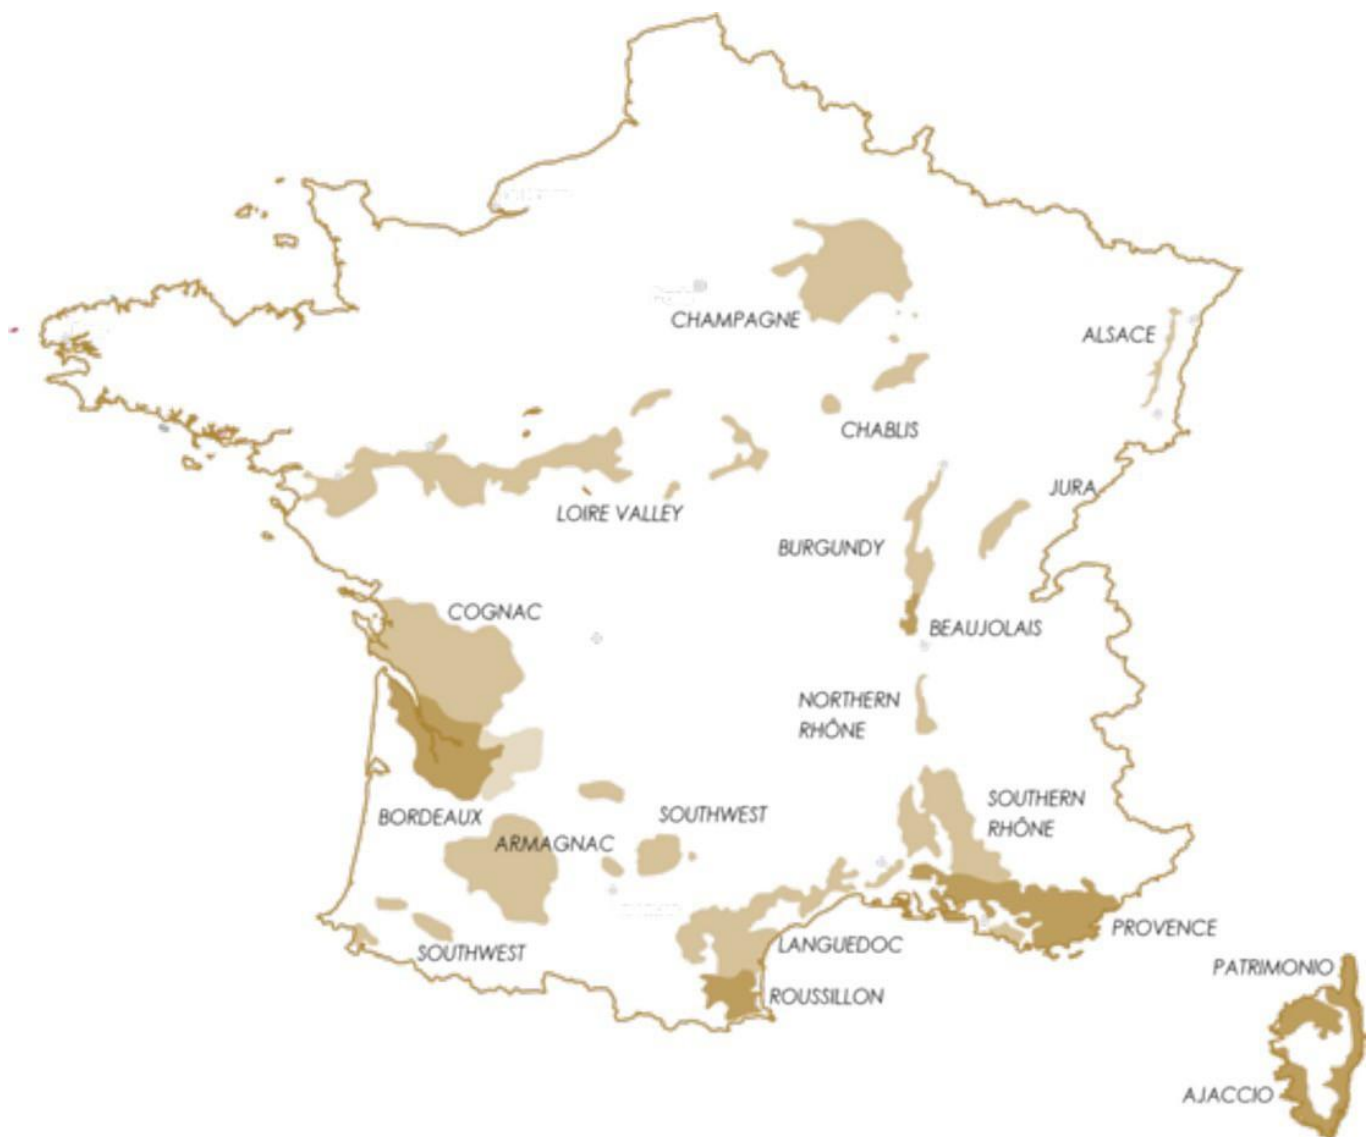 CHAMPAGNE
ALSACE
CHABLIS
JURA
LOIRE VALLEY
BURGUNDY
COGNAC
BEAUJOLAIS
NORTHERN
RHÔNE
SOUTHERN
RHÔNE
BORDEAUX
SOUTHWEST
ARMAGNAC
PROVENCE
LANGUEDOC
SOUTHWEST
PATRIMONIO
ROUSSILLON
AJACCIO